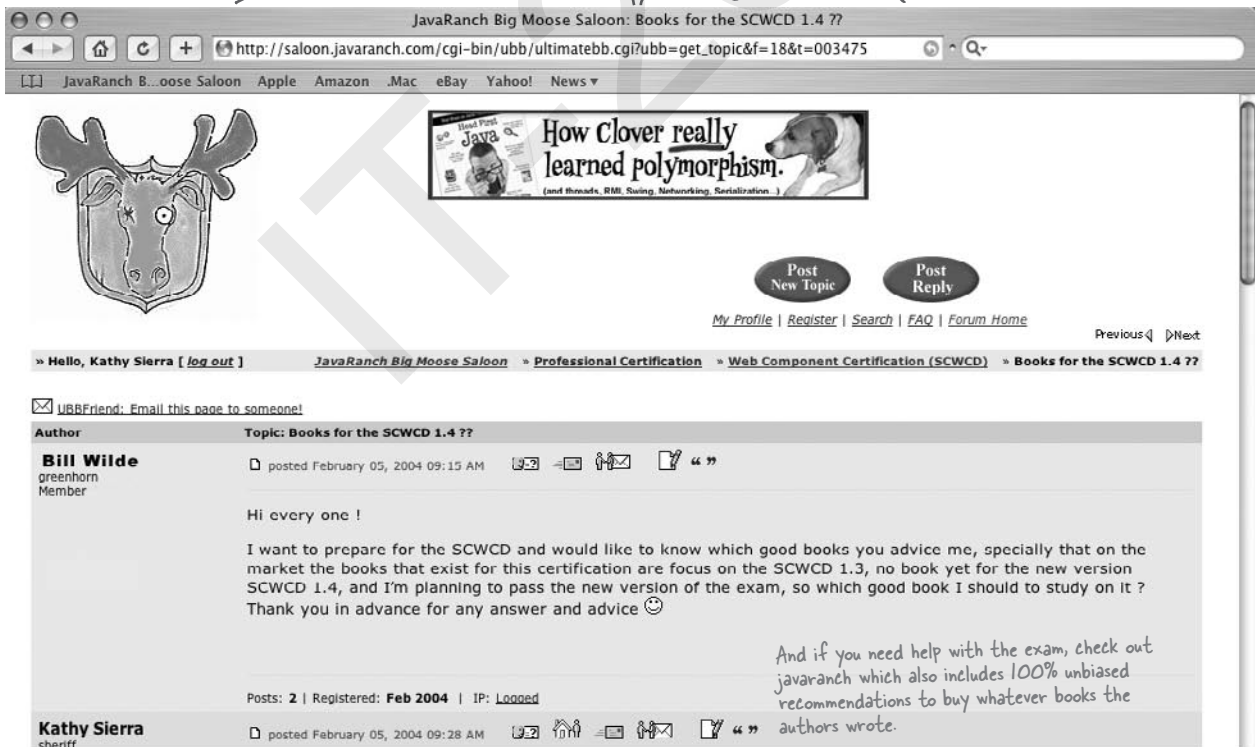 JavaRanch Big Moose Saloon: Books for the SCWCD 1.4 ??
http://saloon.javaranch.com/cgi-bin/ubb/ultimatebb.cgi?ubb=get_topic&f=18&t=003475
JavaRanch B...oose Saloon Apple Amazon .Mac eBay Yahoo! News
Head First Java
How Clover really
learned polymorphism.
(and threads, RMI, Swing, Networking, Serialization...)
Post New Topic
Post Reply
My Profile | Register | Search | FAQ | Forum Home
Previous Next
» Hello, Kathy Sierra [ log out ] JavaRanch Big Moose Saloon » Professional Certification » Web Component Certification (SCWCD) » Books for the SCWCD 1.4 ??
UBBFriend: Email this page to someone!
Author Topic: Books for the SCWCD 1.4 ??
Bill Wilde
greenhorn
Member
posted February 05, 2004 09:15 AM
Hi every one !
I want to prepare for the SCWCD and would like to know which good books you advice me, specially that on the
market the books that exist for this certification are focus on the SCWCD 1.3, no book yet for the new version
SCWCD 1.4, and I'm planning to pass the new version of the exam, so which good book I should to study on it ?
Thank you in advance for any answer and advice
And if you need help with the exam, check out
javaranch which also includes 100% unbiased
recommendations to buy whatever books the
authors wrote.
Posts: 2 | Registered: Feb 2004 | IP: Logged
Kathy Sierra
sheriff
posted February 05, 2004 09:28 AM